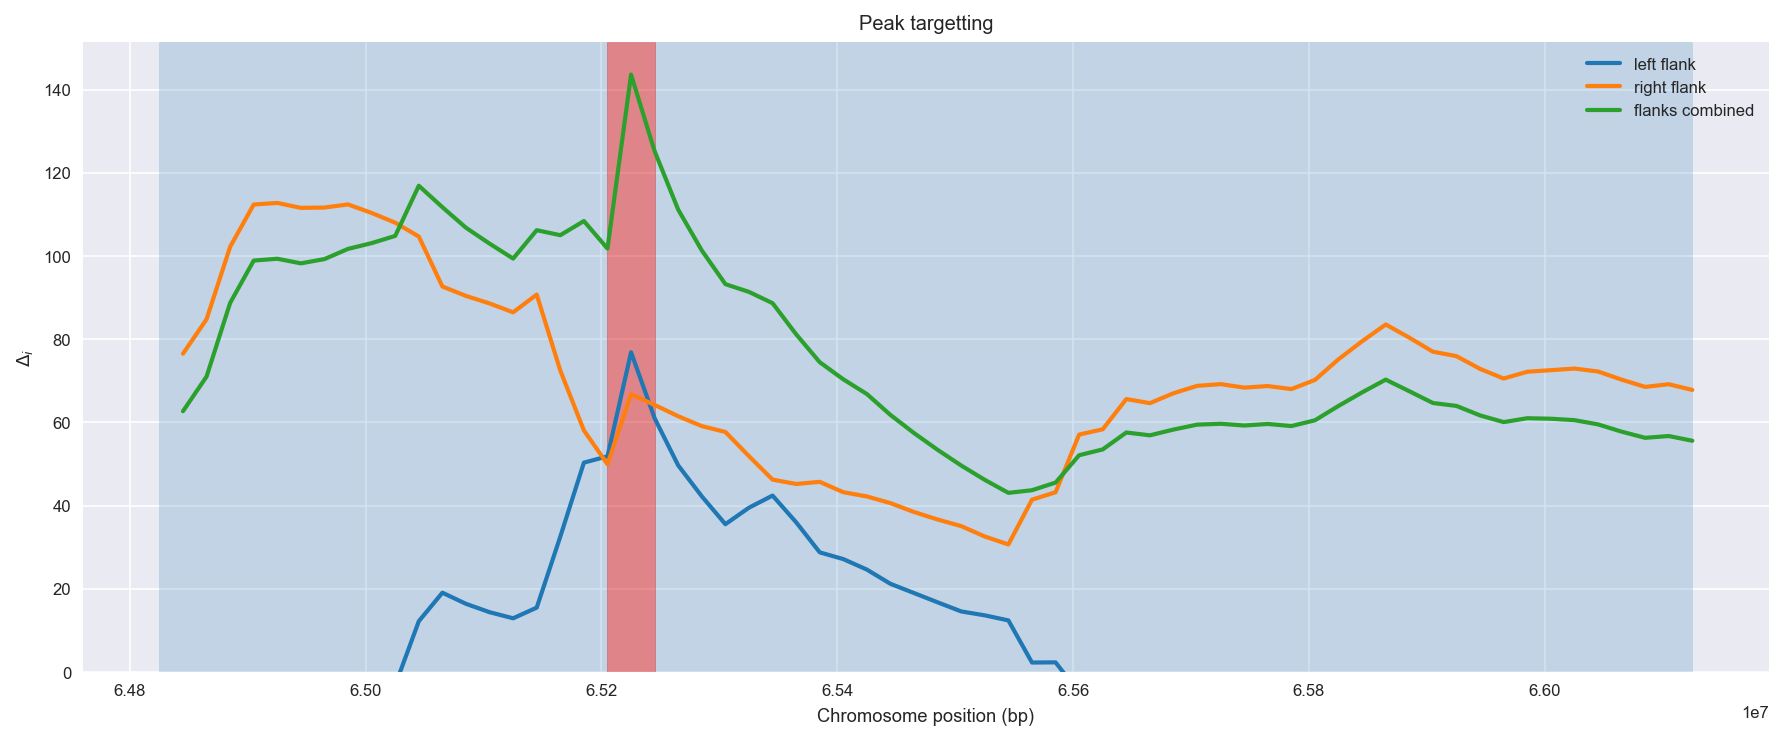 Peak targetting
left flank
right flank
flanks combined
140
120
100
80
60
40
20
0
Δi
6.48 6.50 6.52 6.54 6.56 6.58 6.60
1e7
Chromosome position (bp)